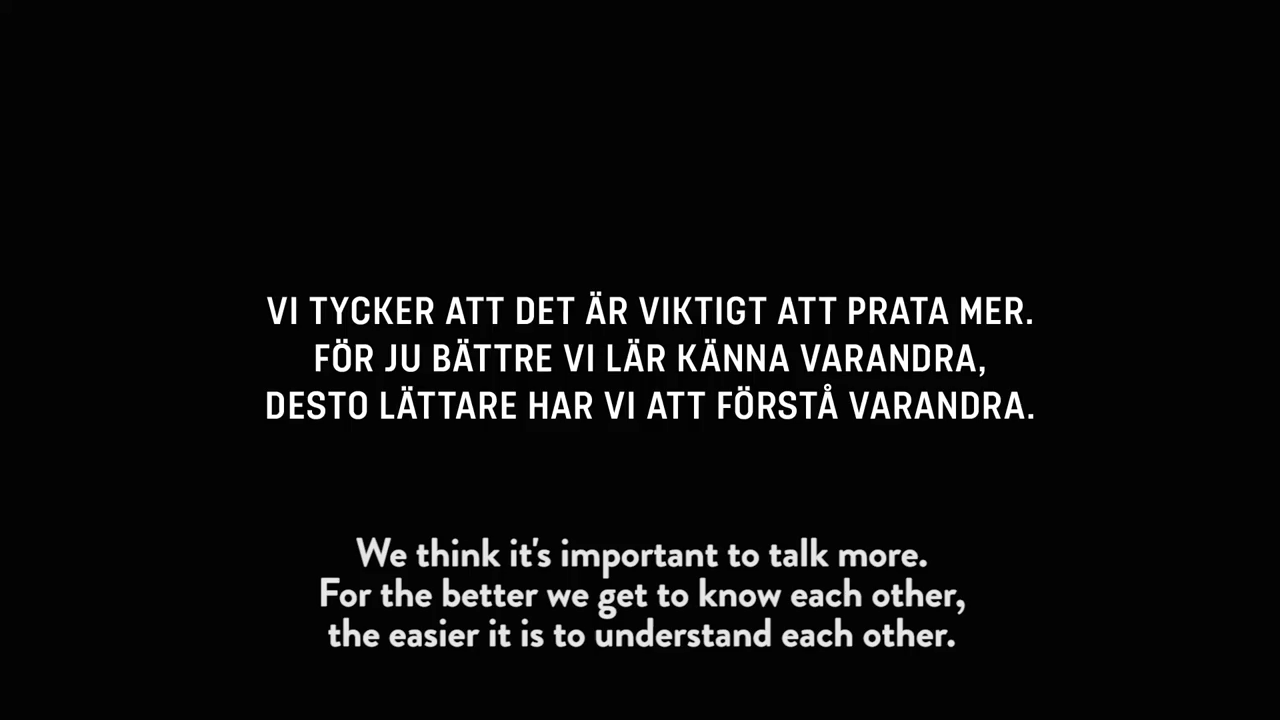 VI TYCKER ATT DET ÄR VIKTIGT ATT PRATA MER.
FÖR JU BÄTTRE VI LÄR KÄNNA VARANDRA,
DESTO LÄTTARE HAR VI ATT FÖRSTÅ VARANDRA.
We think it's important to talk more.
For the better we get to know each other,
the easier it is to understand each other.